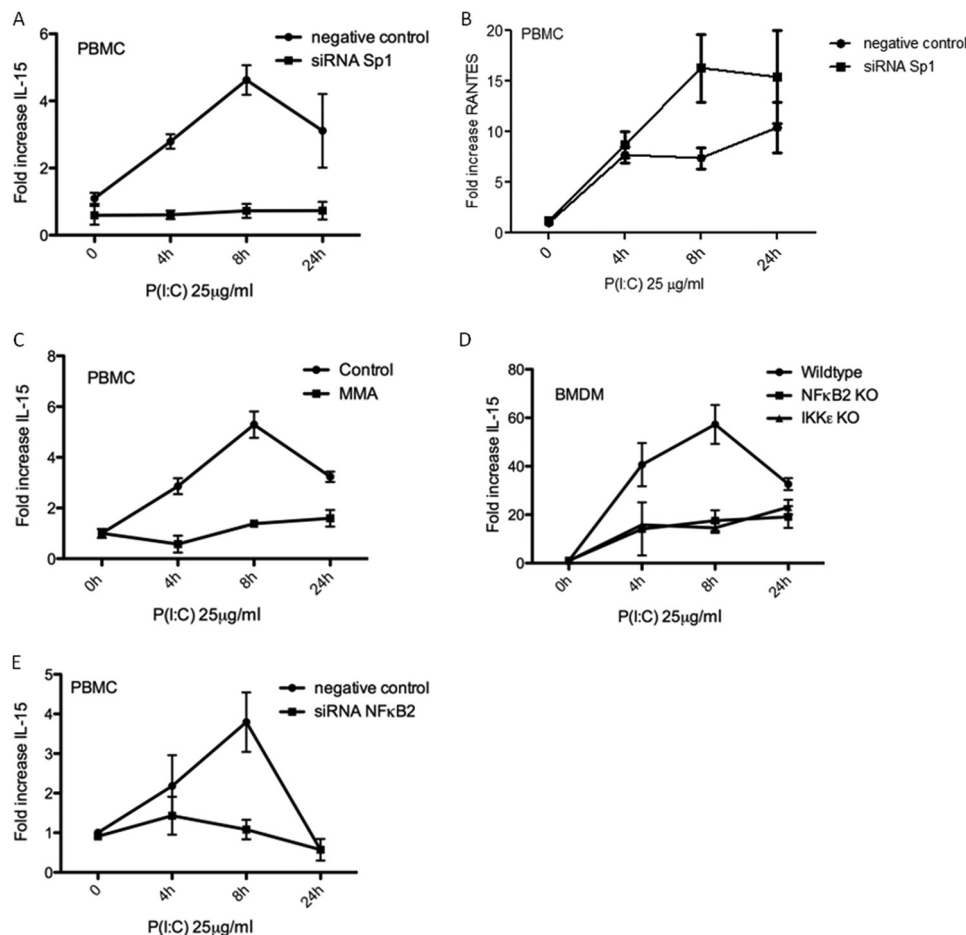 A
PBMC
negative control
siRNA Sp1
Fold increase IL-15
6
4
2
0
0
4h
8h
24h
P(I:C) 25μg/ml
B
PBMC
negative control
siRNA Sp1
Fold increase RANTES
20
15
10
5
0
0
4h
8h
24h
P(I:C) 25 μg/ml
C
PBMC
Control
MMA
Fold increase IL-15
8
6
4
2
0
0h
4h
8h
24h
P(I:C) 25μg/ml
D
BMDM
Wildtype
NFκB2 KO
IKKε KO
Fold increase IL-15
80
60
40
20
0
0h
4h
8h
24h
P(I:C) 25μg/ml
E
PBMC
negative control
siRNA NFκB2
Fold increase IL-15
5
4
3
2
1
0
0
4h
8h
24h
P(I:C) 25μg/ml